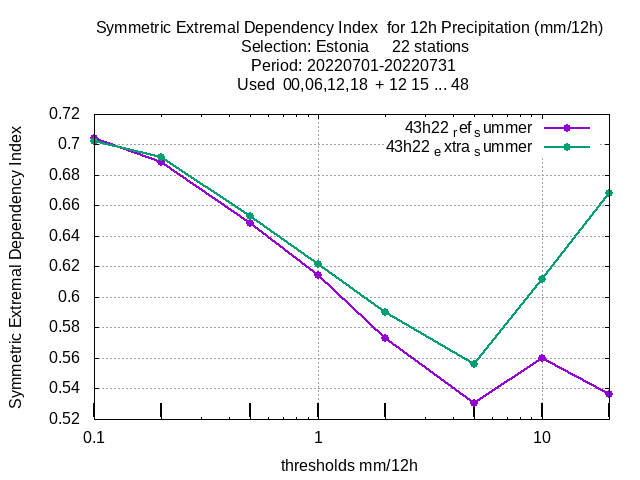 Symmetric Extremal Dependency Index  for 12h Precipitation (mm/12h)
Selection: Estonia     22 stations
Period: 20220701-20220731
Used  00,06,12,18  + 12 15 ... 48
Symmetric Extremal Dependency Index
0.72
0.7
0.68
0.66
0.64
0.62
0.6
0.58
0.56
0.54
0.52
43h22 ref summer
43h22 extra summer
0.1
1
10
thresholds mm/12h